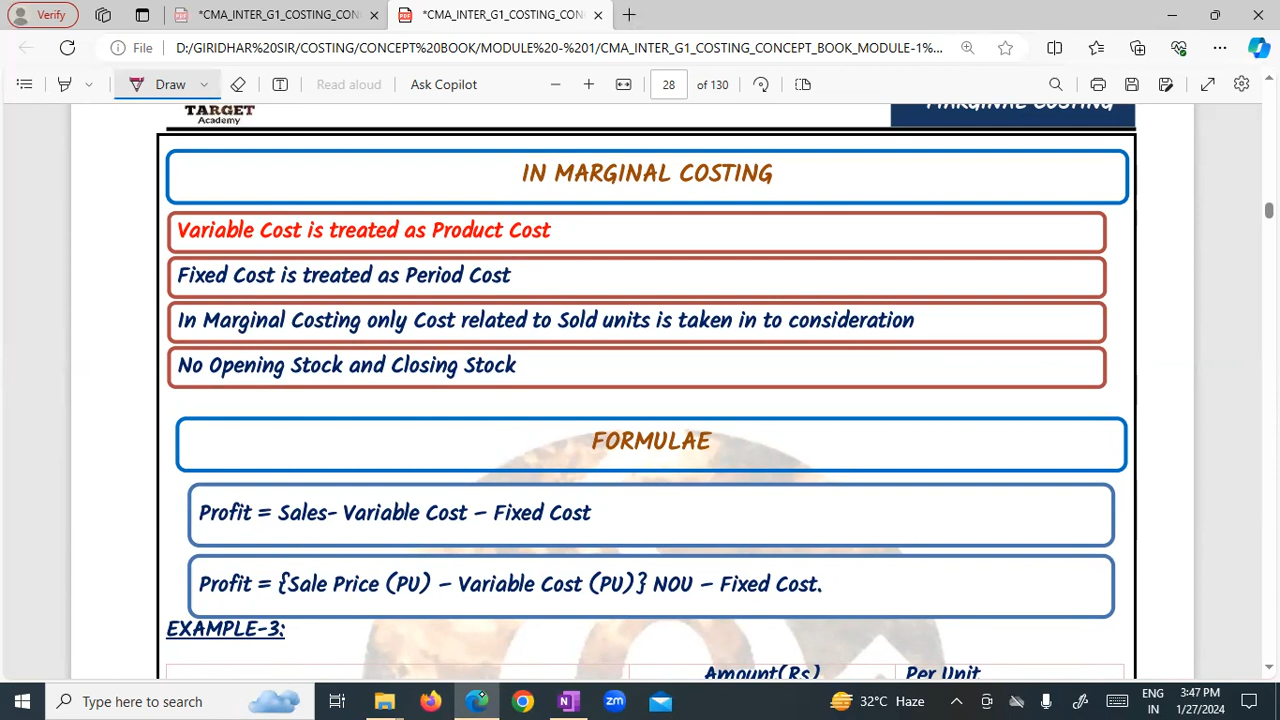 Verify
*CMA_INTER_G1_COSTING_CON
*CMA_INTER_G1_COSTING_CON
File
D:/GIRIDHAR%20SIR/COSTING/CONCEPT%20BOOK/MODULE%20-%201/CMA_INTER_G1_COSTING_CONCEPT_BOOK_MODULE-1%...
Draw
Read aloud
Ask Copilot
28 of 130
TARGET
Academy
MARGINAL COSTING
IN MARGINAL COSTING
Variable Cost is treated as Product Cost
Fixed Cost is treated as Period Cost
In Marginal Costing only Cost related to Sold units is taken in to consideration
No Opening Stock and Closing Stock
FORMULAE
Profit = Sales- Variable Cost – Fixed Cost
Profit = {Sale Price (PU) – Variable Cost (PU)} NOU – Fixed Cost.
EXAMPLE-3:
Amount(Rs) Per Unit
Type here to search
32°C Haze
ENG
IN
3:47 PM
1/27/2024